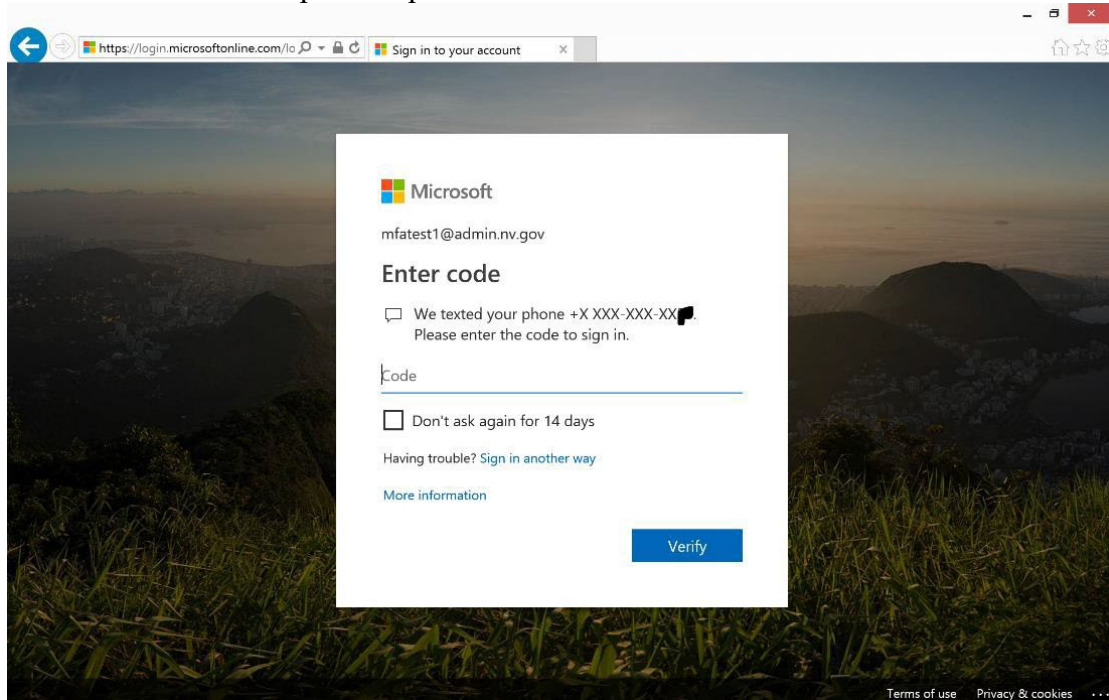 https://login.microsoftonline.com/lo
Sign in to your account
Microsoft
mfatest1@admin.nv.gov
Enter code
We texted your phone +X XXX-XXX-XX
Please enter the code to sign in.
Code
Don't ask again for 14 days
Having trouble? Sign in another way
More information
Verify
Terms of use Privacy & cookies ...